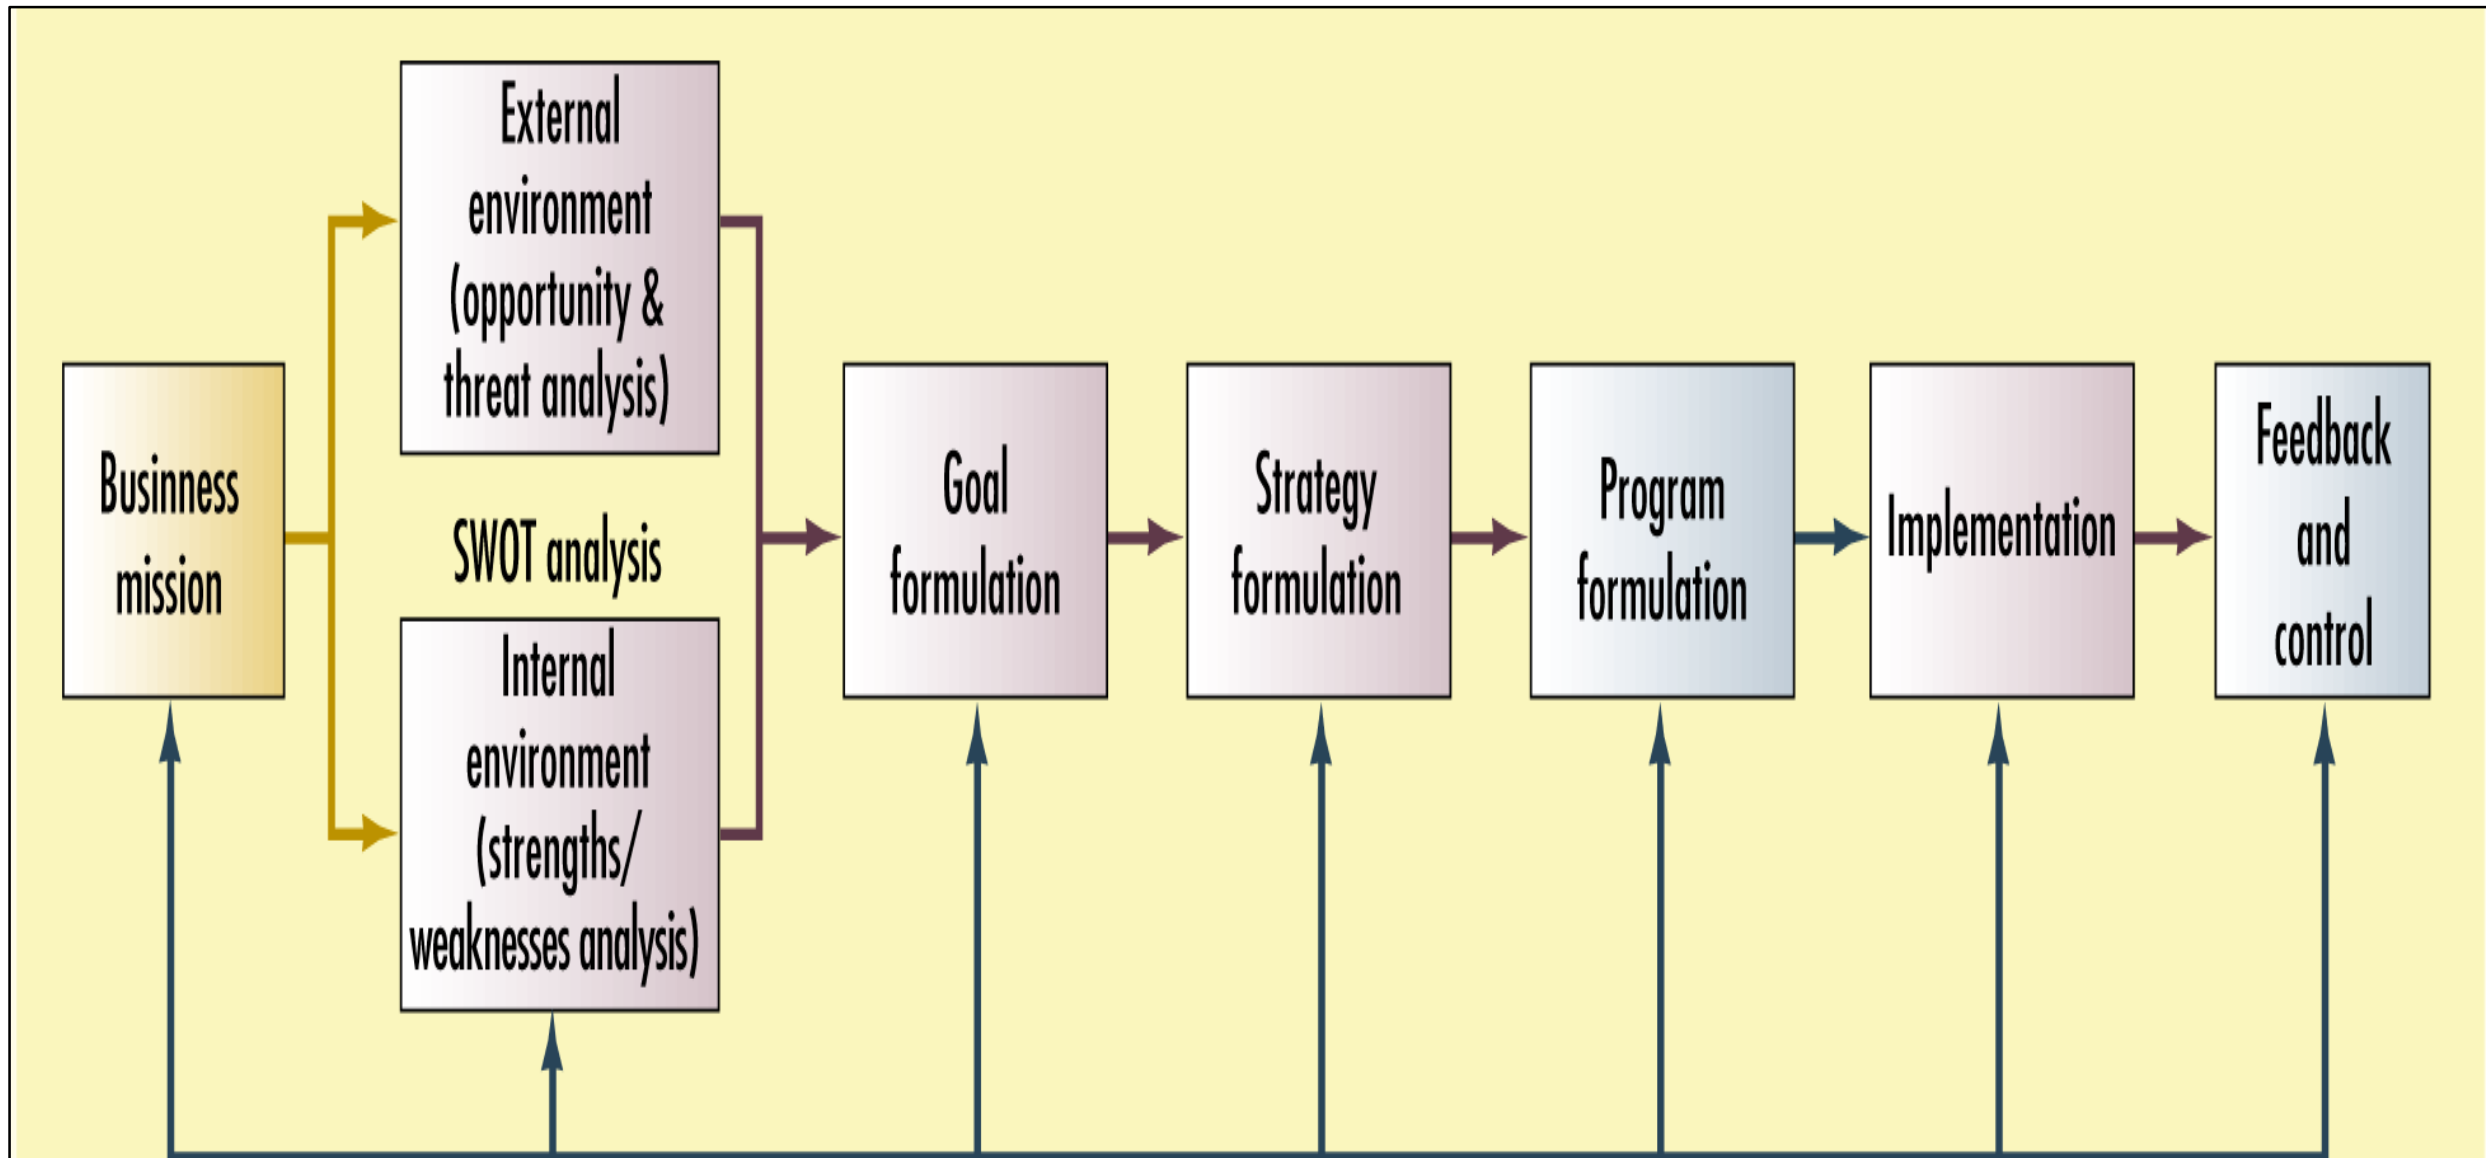 Businness
mission
External
environment
(opportunity &
threat analysis)
SWOT analysis
Internal
environment
(strengths/
weaknesses analysis)
Goal
formulation
Strategy
formulation
Program
formulation
Implementation
Feedback
and
control